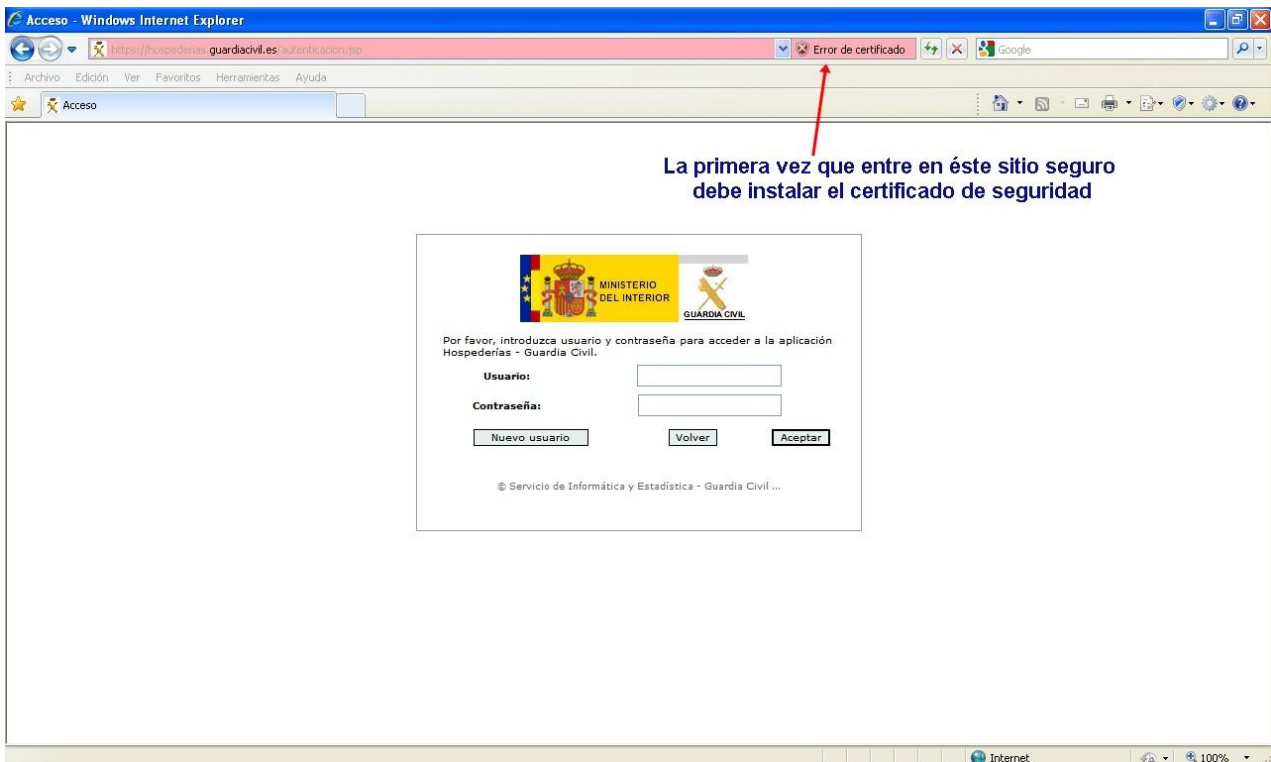 Acceso - Windows Internet Explorer
https://hospederias.guardiacivil.es/autenticacion.jsp
Error de certificado
Google
Archivo Edición Ver Favoritos Herramientas Ayuda
Acceso
La primera vez que entre en éste sitio seguro
debe instalar el certificado de seguridad
MINISTERIO
DEL INTERIOR
GUARDIA CIVIL
Por favor, introduzca usuario y contraseña para acceder a la aplicación
Hospederías - Guardia Civil.
Usuario:
Contraseña:
Nuevo usuario Volver Aceptar
© Servicio de Informática y Estadística - Guardia Civil ...
Internet 100%